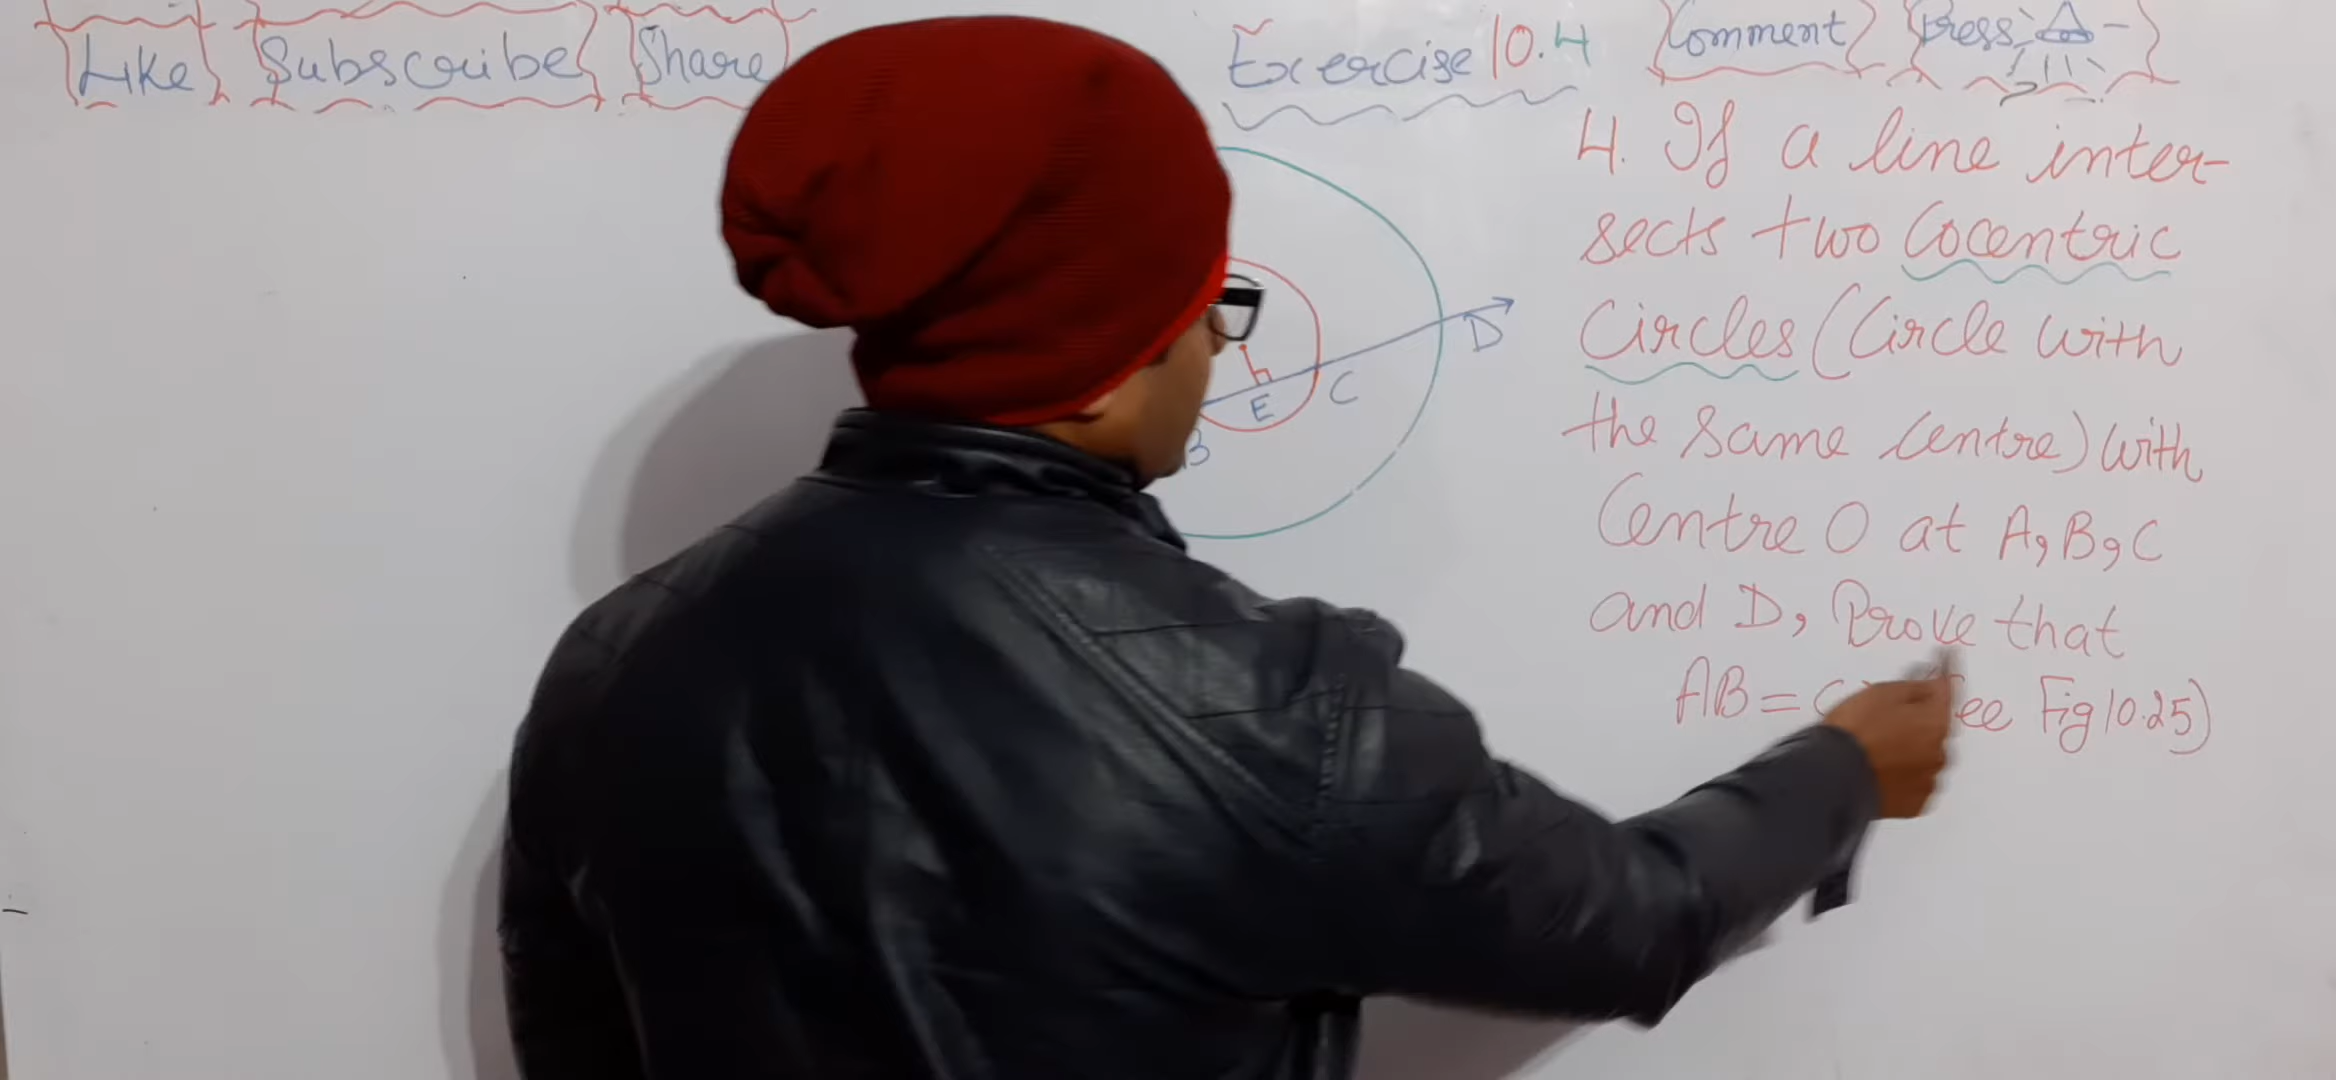 Like Subscribe Share Exercise 10.4 Comment Press
4. If a line inter-
sects two Cocentric
Circles (Circle with
the same Centre) with
Centre O at A, B, C
and D, Prove that
AB = ee Fig 10.25)
D
C
E
B